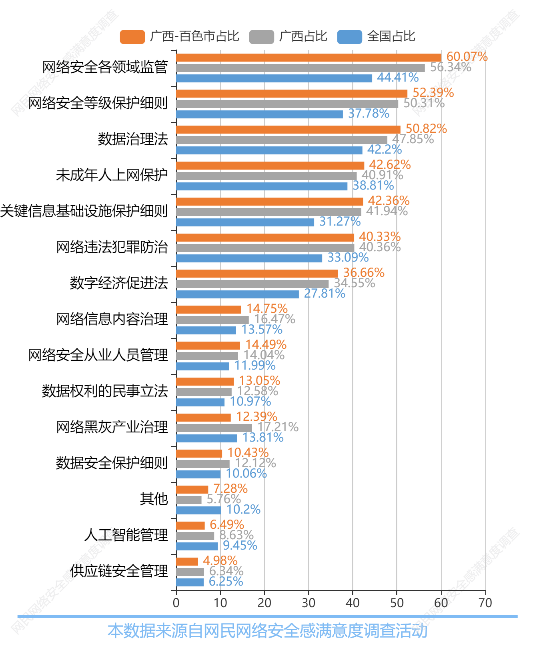 广西-百色市占比 广西占比 全国占比
网络安全各领域监管 60.07% 56.34% 44.41%
网络安全等级保护细则 52.39% 50.31% 37.78%
数据治理法 50.82% 47.85% 42.2%
未成年人上网保护 42.62% 40.91% 38.81%
关键信息基础设施保护细则 42.36% 41.94% 31.27%
网络违法犯罪防治 40.33% 40.36% 33.09%
数字经济促进法 36.66% 34.55% 27.81%
网络信息内容治理 14.75% 16.47% 13.57%
网络安全从业人员管理 14.49% 14.04% 11.99%
数据权利的民事立法 13.05% 12.58% 10.97%
网络黑灰产业治理 12.39% 17.21% 13.81%
数据安全保护细则 10.43% 12.12% 10.06%
其他 7.28% 5.76% 10.2%
人工智能管理 6.49% 8.63% 9.45%
供应链安全管理 4.98% 6.34% 6.25%
0 10 20 30 40 50 60 70
本数据来源自网民网络安全感满意度调查活动